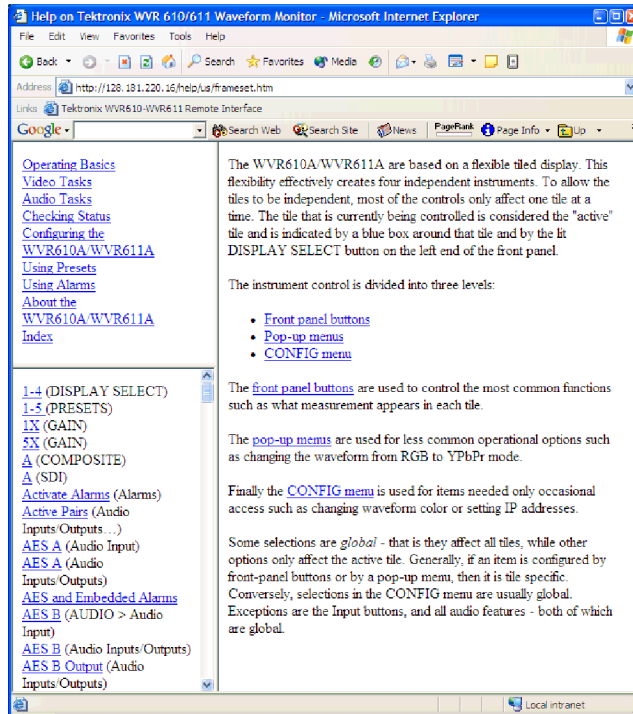 Help on Tektronix WVR 610/611 Waveform Monitor - Microsoft Internet Explorer
File Edit View Favorites Tools Help
Back Search Favorites Media
Address http://128.181.220.16/help/us/frameset.htm
Links Tektronix WVR610-WVR611 Remote Interface
Google Search Web Search Site News PageRank Page Info Up
Operating Basics
Video Tasks
Audio Tasks
Checking Status
Configuring the
WVR610A/WVR611A
Using Presets
Using Alarms
About the
WVR610A/WVR611A
Index
1-4 (DISPLAY SELECT)
1-5 (PRESETS)
1X (GAIN)
5X (GAIN)
A (COMPOSITE)
A (SDI)
Activate Alarms (Alarms)
Active Pairs (Audio
Inputs/Outputs…)
AES A (Audio Input)
AES A (Audio
Inputs/Outputs)
AES and Embedded Alarms
AES B (AUDIO > Audio
Input)
AES B (Audio Inputs/Outputs)
AES B Output (Audio
Inputs/Outputs)
The WVR610A/WVR611A are based on a flexible tiled display. This
flexibility effectively creates four independent instruments. To allow the
tiles to be independent, most of the controls only affect one tile at a
time. The tile that is currently being controlled is considered the "active"
tile and is indicated by a blue box around that tile and by the lit
DISPLAY SELECT button on the left end of the front panel.
The instrument control is divided into three levels:
• Front panel buttons
• Pop-up menus
• CONFIG menu
The front panel buttons are used to control the most common functions
such as what measurement appears in each tile.
The pop-up menus are used for less common operational options such
as changing the waveform from RGB to YPbPr mode.
Finally the CONFIG menu is used for items needed only occasional
access such as changing waveform color or setting IP addresses.
Some selections are global - that is they affect all tiles, while other
options only affect the active tile. Generally, if an item is configured by
front-panel buttons or by a pop-up menu, then it is tile specific.
Conversely, selections in the CONFIG menu are usually global.
Exceptions are the Input buttons, and all audio features - both of which
are global.
Local intranet